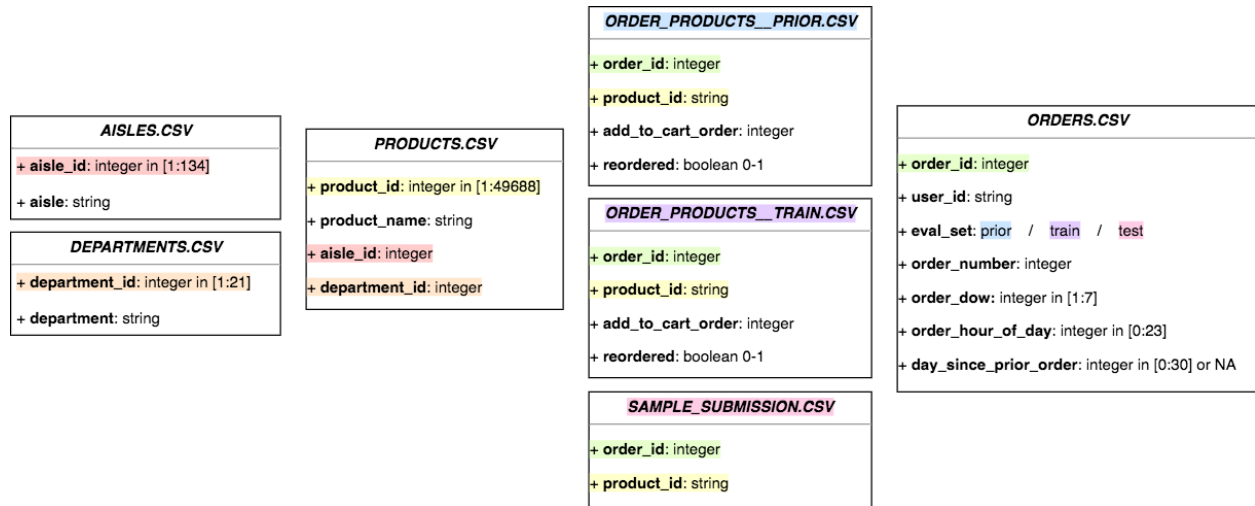 AISLES.CSV
+ aisle_id: integer in [1:134]
+ aisle: string
DEPARTMENTS.CSV
+ department_id: integer in [1:21]
+ department: string
PRODUCTS.CSV
+ product_id: integer in [1:49688]
+ product_name: string
+ aisle_id: integer
+ department_id: integer
ORDER_PRODUCTS__PRIOR.CSV
+ order_id: integer
+ product_id: string
+ add_to_cart_order: integer
+ reordered: boolean 0-1
ORDER_PRODUCTS__TRAIN.CSV
+ order_id: integer
+ product_id: string
+ add_to_cart_order: integer
+ reordered: boolean 0-1
SAMPLE_SUBMISSION.CSV
+ order_id: integer
+ product_id: string
ORDERS.CSV
+ order_id: integer
+ user_id: string
+ eval_set: prior / train / test
+ order_number: integer
+ order_dow: integer in [1:7]
+ order_hour_of_day: integer in [0:23]
+ day_since_prior_order: integer in [0:30] or NA